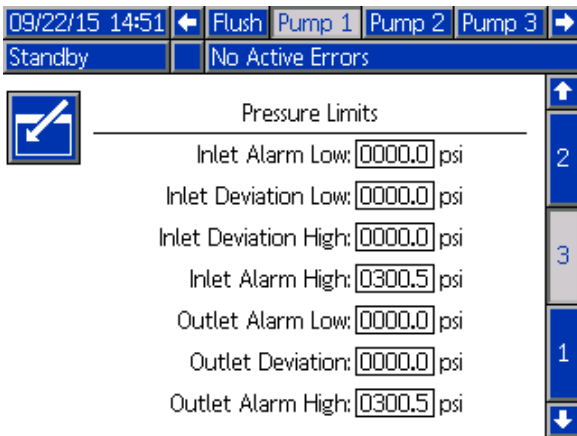 09/22/15 14:51 Flush Pump 1 Pump 2 Pump 3
Standby No Active Errors
Pressure Limits
Inlet Alarm Low: 0000.0 psi
2
Inlet Deviation Low: 0000.0 psi
Inlet Deviation High: 0000.0 psi
3
Inlet Alarm High: 0300.5 psi
Outlet Alarm Low: 0000.0 psi
1
Outlet Deviation: 0000.0 psi
Outlet Alarm High: 0300.5 psi